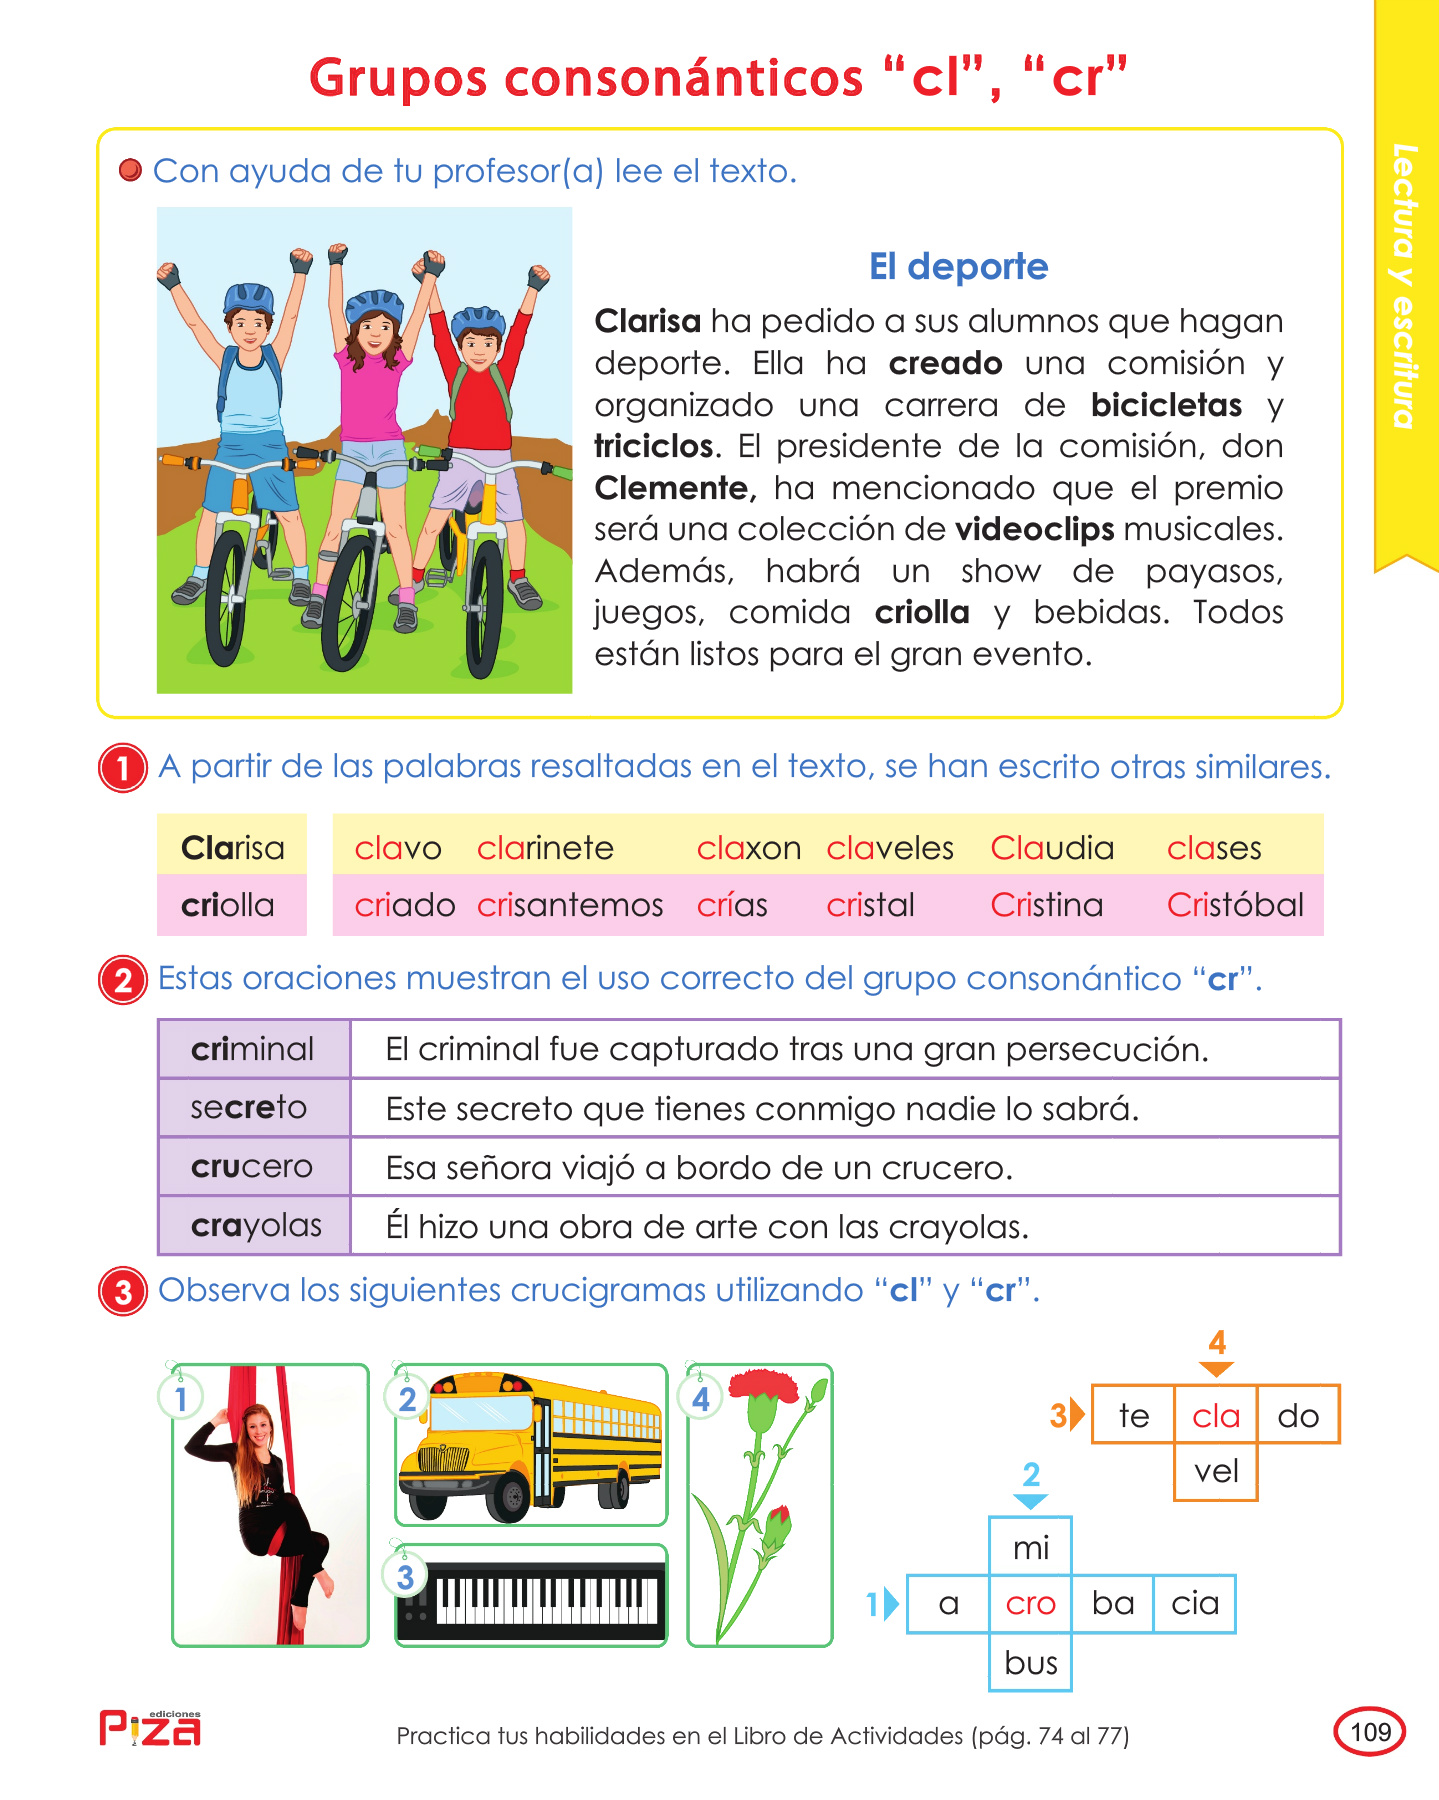 Grupos consonánticos “cl”, “cr”
Lectura y escritura
Con ayuda de tu profesor(a) lee el texto.
El deporte
Clarisa ha pedido a sus alumnos que hagan
deporte. Ella ha creado una comisión y
organizado una carrera de bicicletas y
triciclos. El presidente de la comisión, don
Clemente, ha mencionado que el premio
será una colección de videoclips musicales.
Además, habrá un show de payasos,
juegos, comida criolla y bebidas. Todos
están listos para el gran evento.
1 A partir de las palabras resaltadas en el texto, se han escrito otras similares.
Clarisa clavo clarinete claxon claveles Claudia clases
criolla criado crisantemos crías cristal Cristina Cristóbal
2 Estas oraciones muestran el uso correcto del grupo consonántico “cr”.
criminal El criminal fue capturado tras una gran persecución.
secreto Este secreto que tienes conmigo nadie lo sabrá.
crucero Esa señora viajó a bordo de un crucero.
crayolas Él hizo una obra de arte con las crayolas.
3 Observa los siguientes crucigramas utilizando “cl” y “cr”.
1
2
3
4
4
3 te cla do
vel
2
mi
1 a cro ba cia
bus
ediciones
Piza
Practica tus habilidades en el Libro de Actividades (pág. 74 al 77)
109